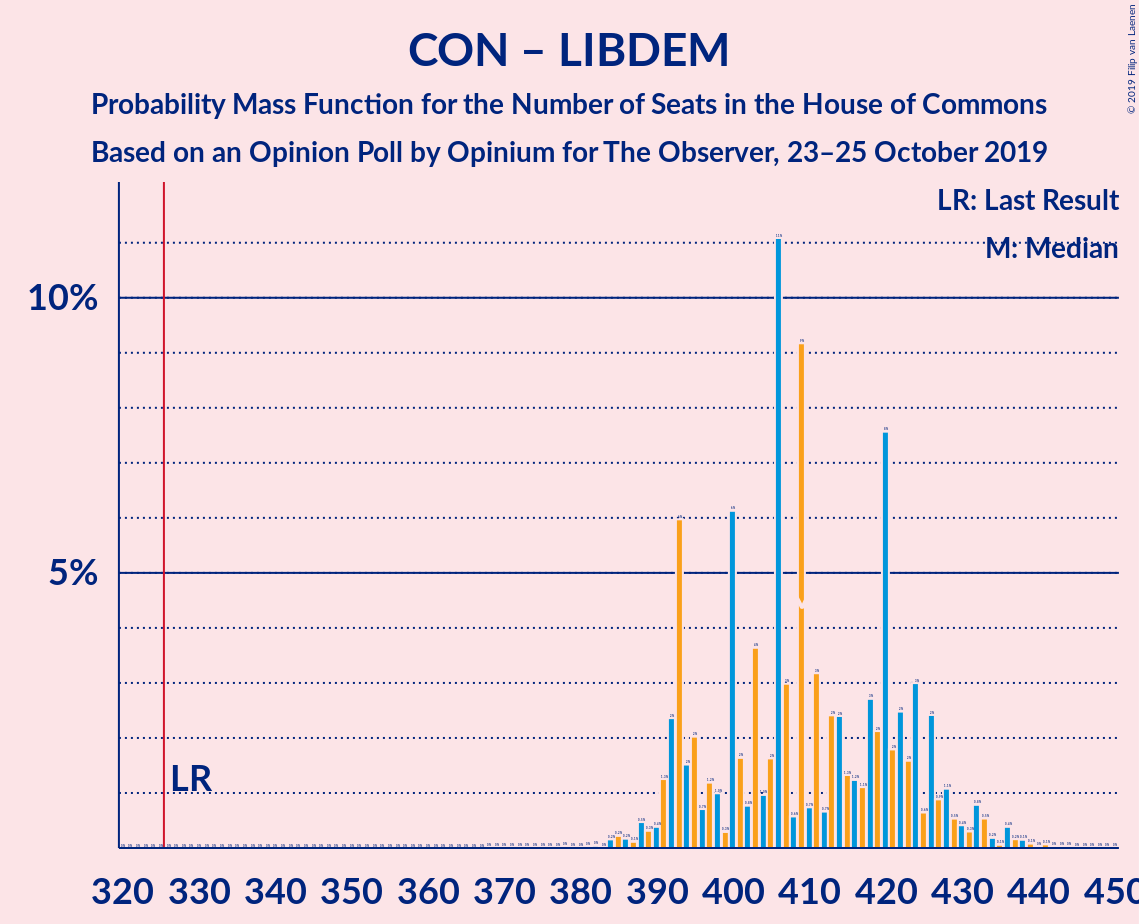 CON – LIBDEM
Probability Mass Function for the Number of Seats in the House of Commons
Based on an Opinion Poll by Opinium for The Observer, 23–25 October 2019
© 2019 Filip van Laenen
LR: Last Result
M: Median
10%
5%
LR
320 330 340 350 360 370 380 390 400 410 420 430 440 450